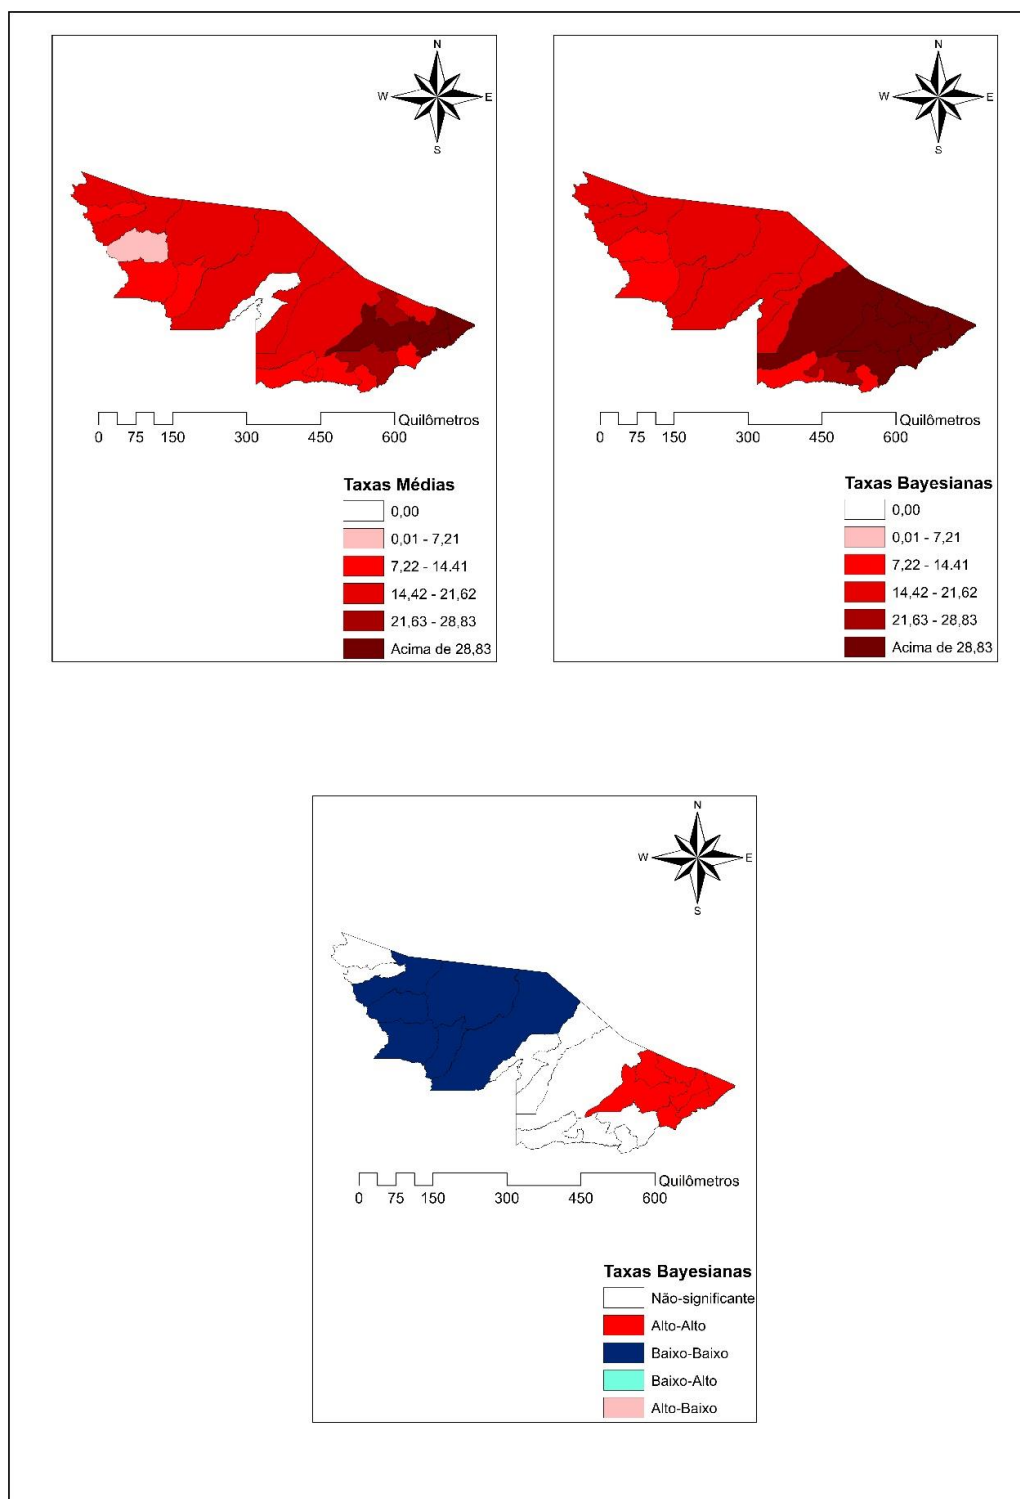 N
W E
S
Quilômetros
0 75 150 300 450 600
Taxas Médias
0,00
0,01 - 7,21
7,22 - 14.41
14,42 - 21,62
21,63 - 28,83
Acima de 28,83
N
W E
S
Quilômetros
0 75 150 300 450 600
Taxas Bayesianas
0,00
0,01 - 7,21
7,22 - 14.41
14,42 - 21,62
21,63 - 28,83
Acima de 28,83
N
W E
S
Quilômetros
0 75 150 300 450 600
Taxas Bayesianas
Não-significante
Alto-Alto
Baixo-Baixo
Baixo-Alto
Alto-Baixo